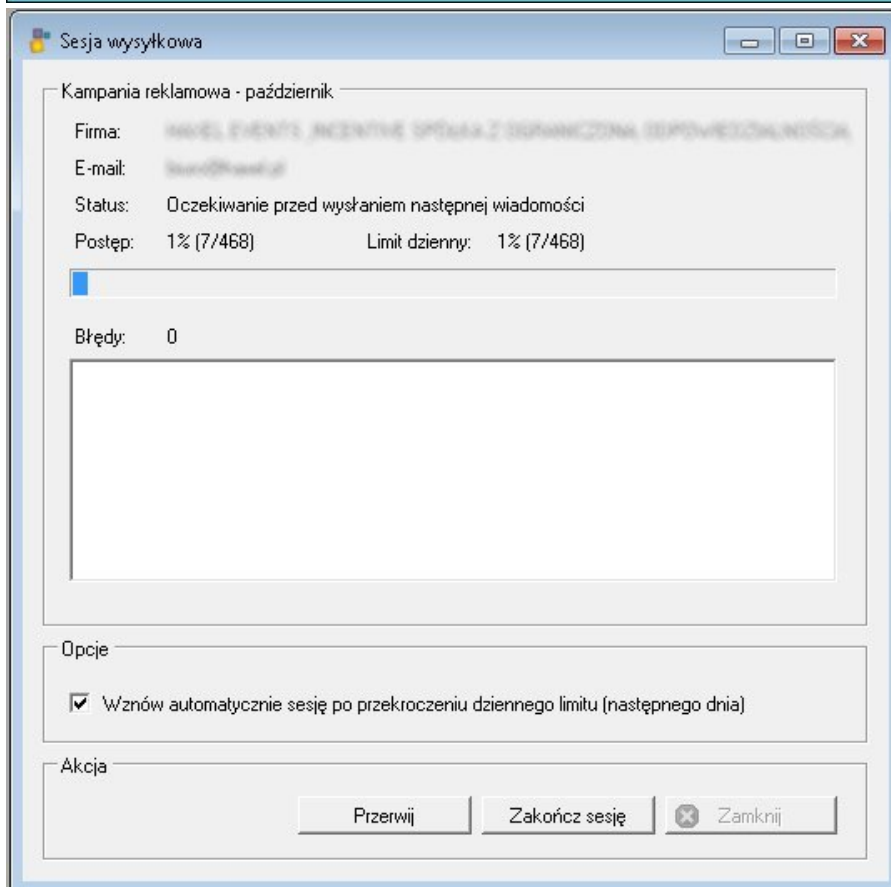 Sesja wysyłkowa
Kampania reklamowa - październik
Firma:
E-mail:
Status: Oczekiwanie przed wysłaniem następnej wiadomości
Postęp: 1% (7/468) Limit dzienny: 1% (7/468)
Błędy: 0
Opcje
Wznów automatycznie sesję po przekroczeniu dziennego limitu (następnego dnia)
Akcja
Przerwij Zakończ sesję Zamknij